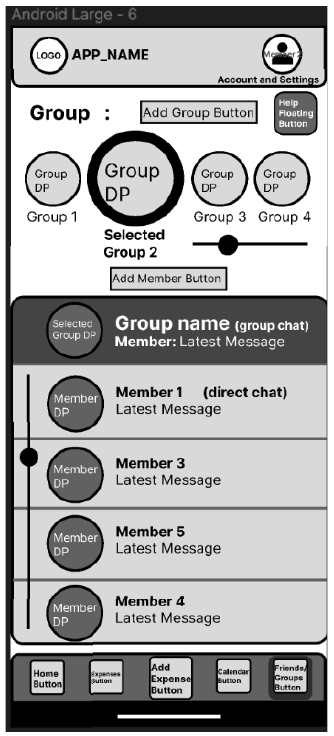 Android Large - 6
LOGO APP_NAME
Member 2
Account and Settings
Group :
Add Group Button
Help
Floating
Button
Group
DP
Group 1
Group
DP
Selected
Group 2
Group
DP
Group 3
Group
DP
Group 4
Add Member Button
Selected
Group DP
Group name (group chat)
Member: Latest Message
Member
DP
Member 1 (direct chat)
Latest Message
Member
DP
Member 3
Latest Message
Member
DP
Member 5
Latest Message
Member
DP
Member 4
Latest Message
Home
Button
Expenses
Button
Add
Expense
Button
Calendar
Button
Friends/
Groups
Button